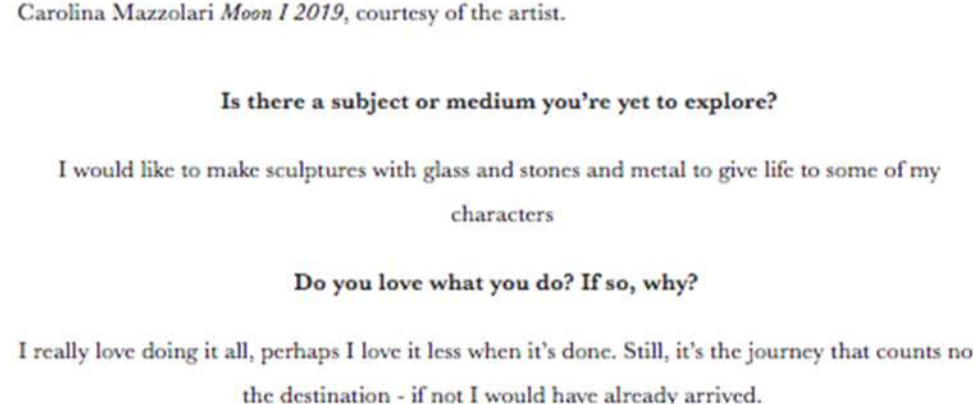 Carolina Mazzolari Moon I 2019, courtesy of the artist.
Is there a subject or medium you're yet to explore?
I would like to make sculptures with glass and stones and metal to give life to some of my
characters
Do you love what you do? If so, why?
I really love doing it all, perhaps I love it less when it's done. Still, it's the journey that counts no
the destination - if not I would have already arrived.